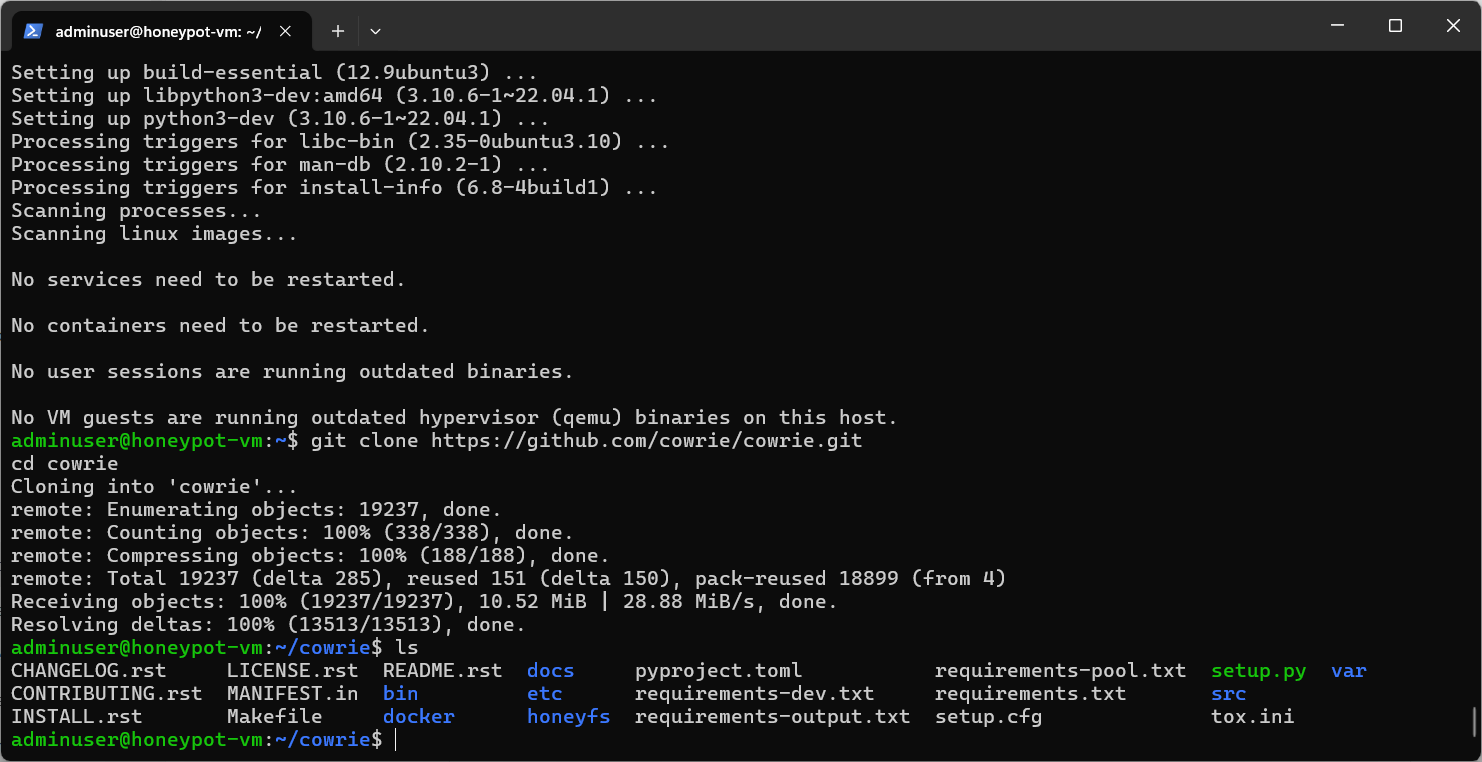 adminuser@honeypot-vm: ~/
Setting up build-essential (12.9ubuntu3) ...
Setting up libpython3-dev:amd64 (3.10.6-1~22.04.1) ...
Setting up python3-dev (3.10.6-1~22.04.1) ...
Processing triggers for libc-bin (2.35-0ubuntu3.10) ...
Processing triggers for man-db (2.10.2-1) ...
Processing triggers for install-info (6.8-4build1) ...
Scanning processes...
Scanning linux images...
No services need to be restarted.
No containers need to be restarted.
No user sessions are running outdated binaries.
No VM guests are running outdated hypervisor (qemu) binaries on this host.
adminuser@honeypot-vm:~$ git clone https://github.com/cowrie/cowrie.git
cd cowrie
Cloning into 'cowrie'...
remote: Enumerating objects: 19237, done.
remote: Counting objects: 100% (338/338), done.
remote: Compressing objects: 100% (188/188), done.
remote: Total 19237 (delta 285), reused 151 (delta 150), pack-reused 18899 (from 4)
Receiving objects: 100% (19237/19237), 10.52 MiB | 28.88 MiB/s, done.
Resolving deltas: 100% (13513/13513), done.
adminuser@honeypot-vm:~/cowrie$ ls
CHANGELOG.rst LICENSE.rst README.rst docs pyproject.toml requirements-pool.txt setup.py var
CONTRIBUTING.rst MANIFEST.in bin etc requirements-dev.txt requirements.txt src
INSTALL.rst Makefile docker honeyfs requirements-output.txt setup.cfg tox.ini
adminuser@honeypot-vm:~/cowrie$